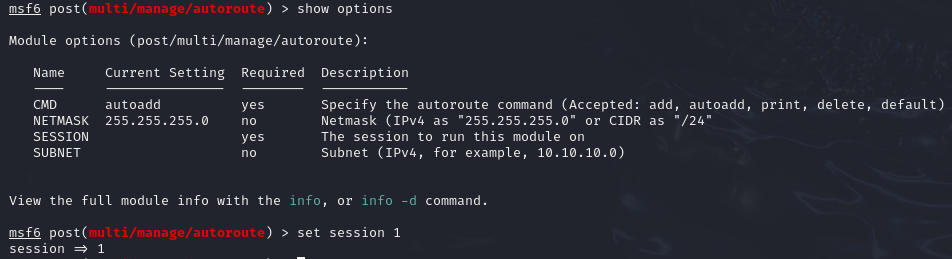 msf6 post(multi/manage/autoroute) > show options
Module options (post/multi/manage/autoroute):
Name Current Setting Required Description
---- --------------- -------- -----------
CMD autoadd yes Specify the autoroute command (Accepted: add, autoadd, print, delete, default)
NETMASK 255.255.255.0 no Netmask (IPv4 as "255.255.255.0" or CIDR as "/24"
SESSION yes The session to run this module on
SUBNET no Subnet (IPv4, for example, 10.10.10.0)
View the full module info with the info, or info -d command.
msf6 post(multi/manage/autoroute) > set session 1
session => 1